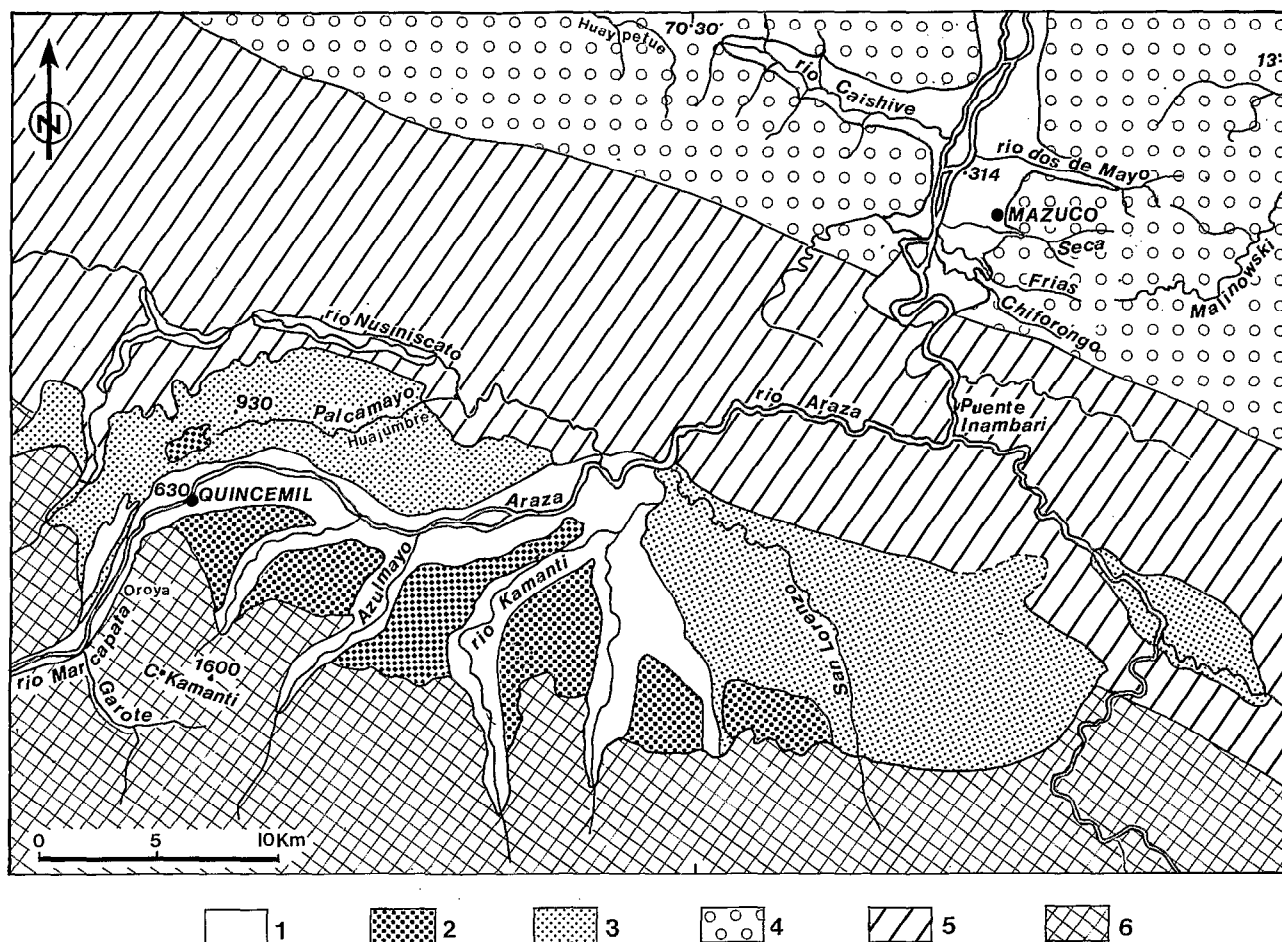 Huaypetue
70°30'
13°
rio Caishive
N
rio dos de Mayo
314
MAZUCO
Seca
Frias
Malinowski
Chiforongo
rio Nusiniscato
930
Palcamayo
Huajumbre
rio Araza
Puente Inambari
630
QUINCEMIL
Araza
Azulmayo
rio Kamanti
San Lorenzo
Oroya
rio Marcapata
1600
C. Kamanti
Garote
0 5 10Km
1 2 3 4 5 6